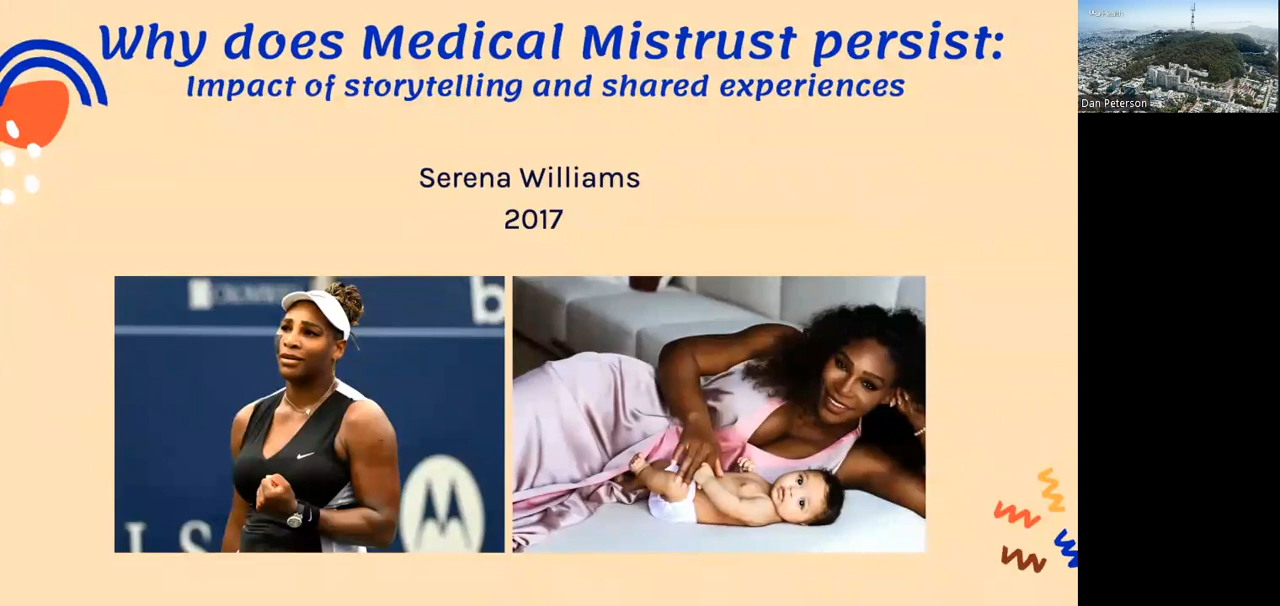 Why does Medical Mistrust persist:
Impact of storytelling and shared experiences
Serena Williams
2017
Dan Peterson